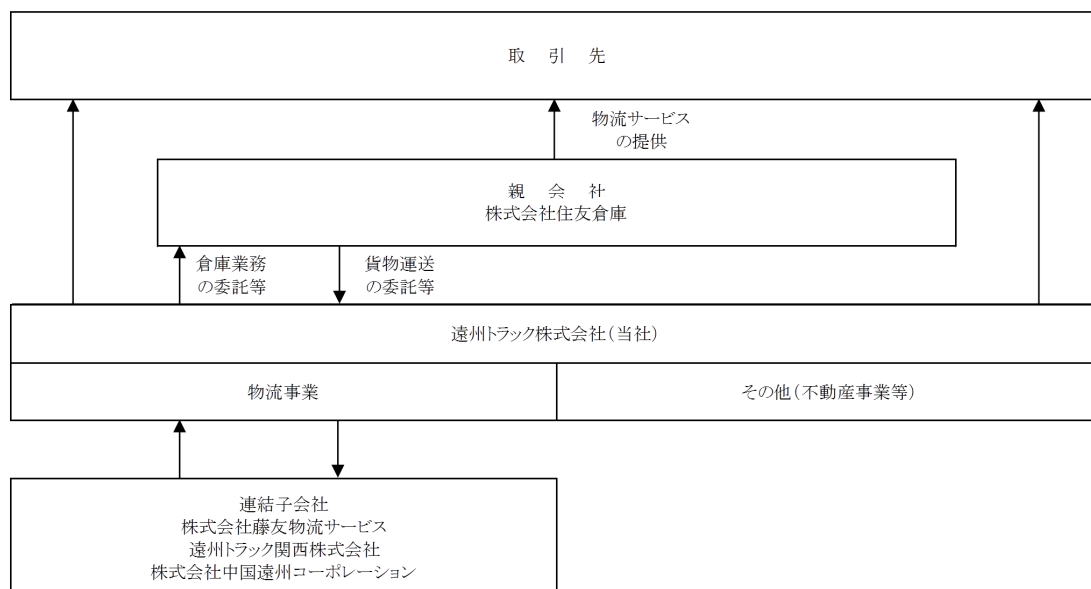 取 引 先
物流サービス
の提供
親 会 社
株式会社住友倉庫
倉庫業務
の委託等
貨物運送
の委託等
遠州トラック株式会社(当社)
物流事業
その他(不動産事業等)
連結子会社
株式会社藤友物流サービス
遠州トラック関西株式会社
株式会社中国遠州コーポレーション